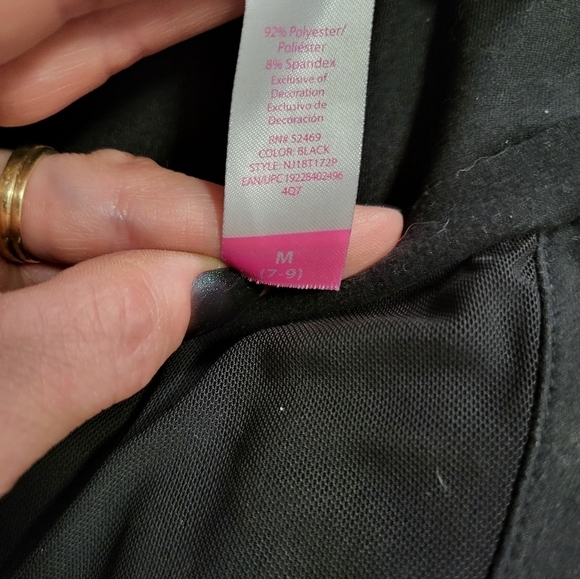 92% Polyester/
Poliéster
8% Spandex
Exclusive of
Decoration
Exclusivo de
Decoración
RN# 52469
COLOR: BLACK
STYLE: NJ18T172P
EAN/UPC 19228402496
4Q7
M
(7-9)